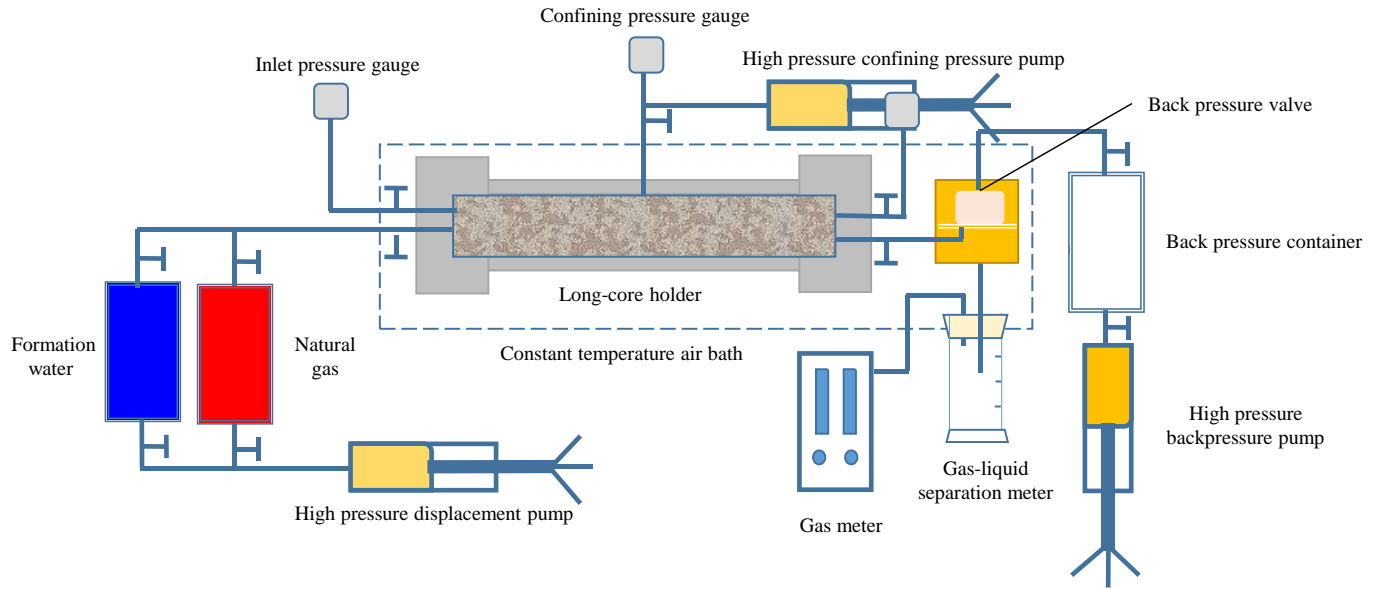 Confining pressure gauge
Inlet pressure gauge
High pressure confining pressure pump
Back pressure valve
Back pressure container
Long-core holder
Constant temperature air bath
Formation
water
Natural
gas
High pressure
backpressure pump
Gas-liquid
separation meter
High pressure displacement pump
Gas meter